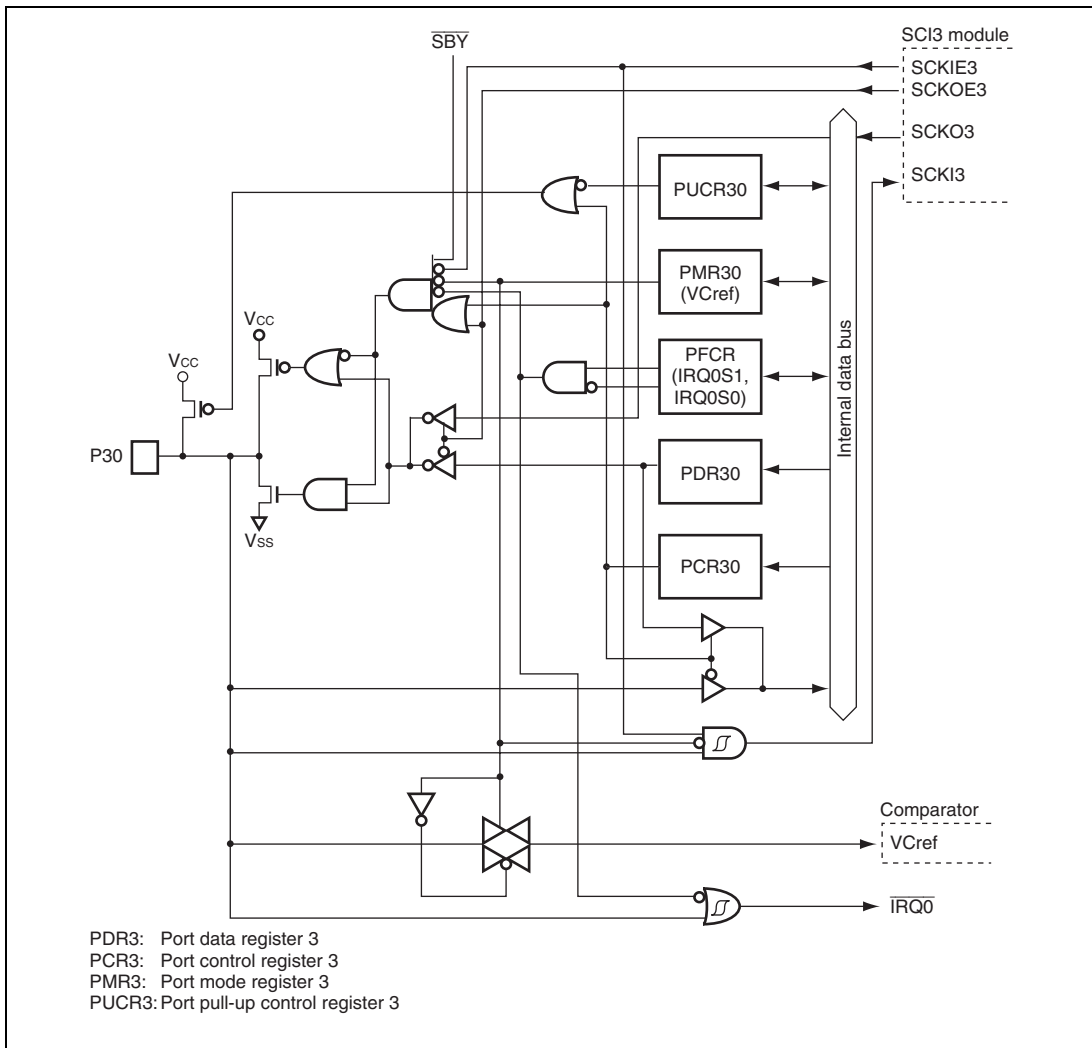 SBY
SCI3 module
SCKIE3
SCKOE3
SCKO3
SCKI3
PUCR30
PMR30
(VCref)
PFCR
(IRQ0S1,
IRQ0S0)
PDR30
PCR30
Internal data bus
VCC
VCC
P30
VSS
Comparator
VCref
IRQ0
PDR3: Port data register 3
PCR3: Port control register 3
PMR3: Port mode register 3
PUCR3: Port pull-up control register 3